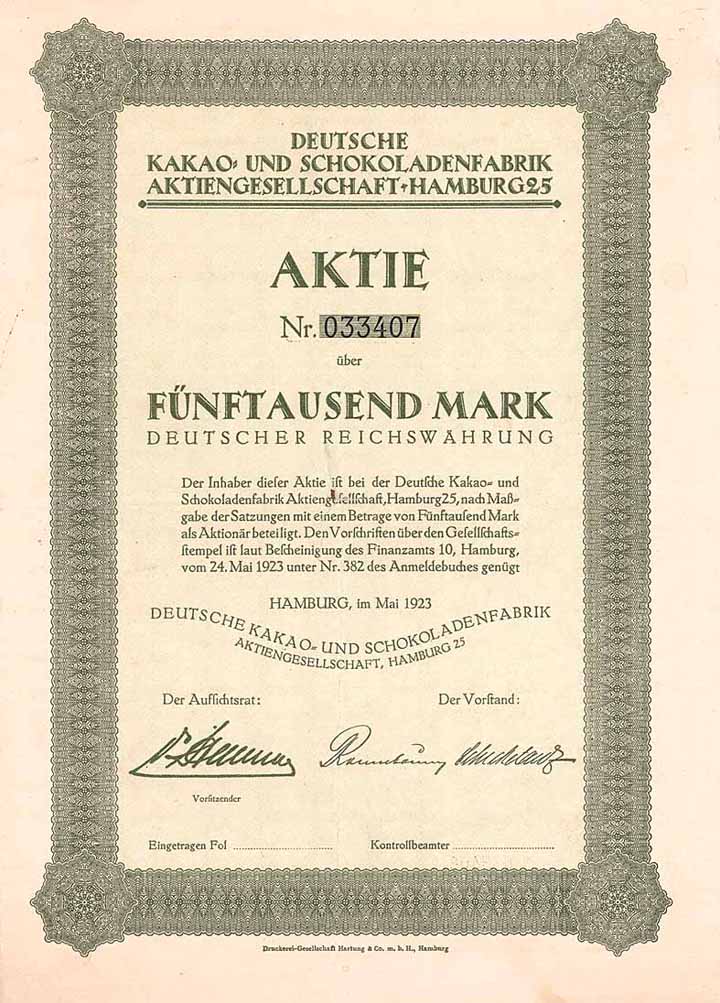 DEUTSCHE
KAKAO= UND SCHOKOLADENFABRIK
AKTIENGESELLSCHAFT•HAMBURG25
AKTIE
Nr. 033407
über
FÜNFTAUSEND MARK
DEUTSCHER REICHSWÄHRUNG
Der Inhaber dieſer Aktie iſt bei der Deutſche Kakao= und
Schokoladenfabrik Aktiengeſellſchaft, Hamburg25, nach Maß=
gabe der Satzungen mit einem Betrage von Fünftauſend Mark
als Aktionär beteiligt. Den Vorſchriften über den Geſellſchafts=
ſtempel iſt laut Beſcheinigung des Finanzamts 10, Hamburg,
vom 24. Mai 1923 unter Nr. 382 des Anmeldebuches genügt
HAMBURG, im Mai 1923
DEUTSCHE KAKAO= UND SCHOKOLADENFABRIK
AKTIENGESELLSCHAFT, HAMBURG 25
Der Aufſichtsrat: Der Vorſtand:
Vorſitzender
Eingetragen Fol Kontrollbeamter
Druckerei-Geſellſchaft Hartung & Co. m. b. H., Hamburg